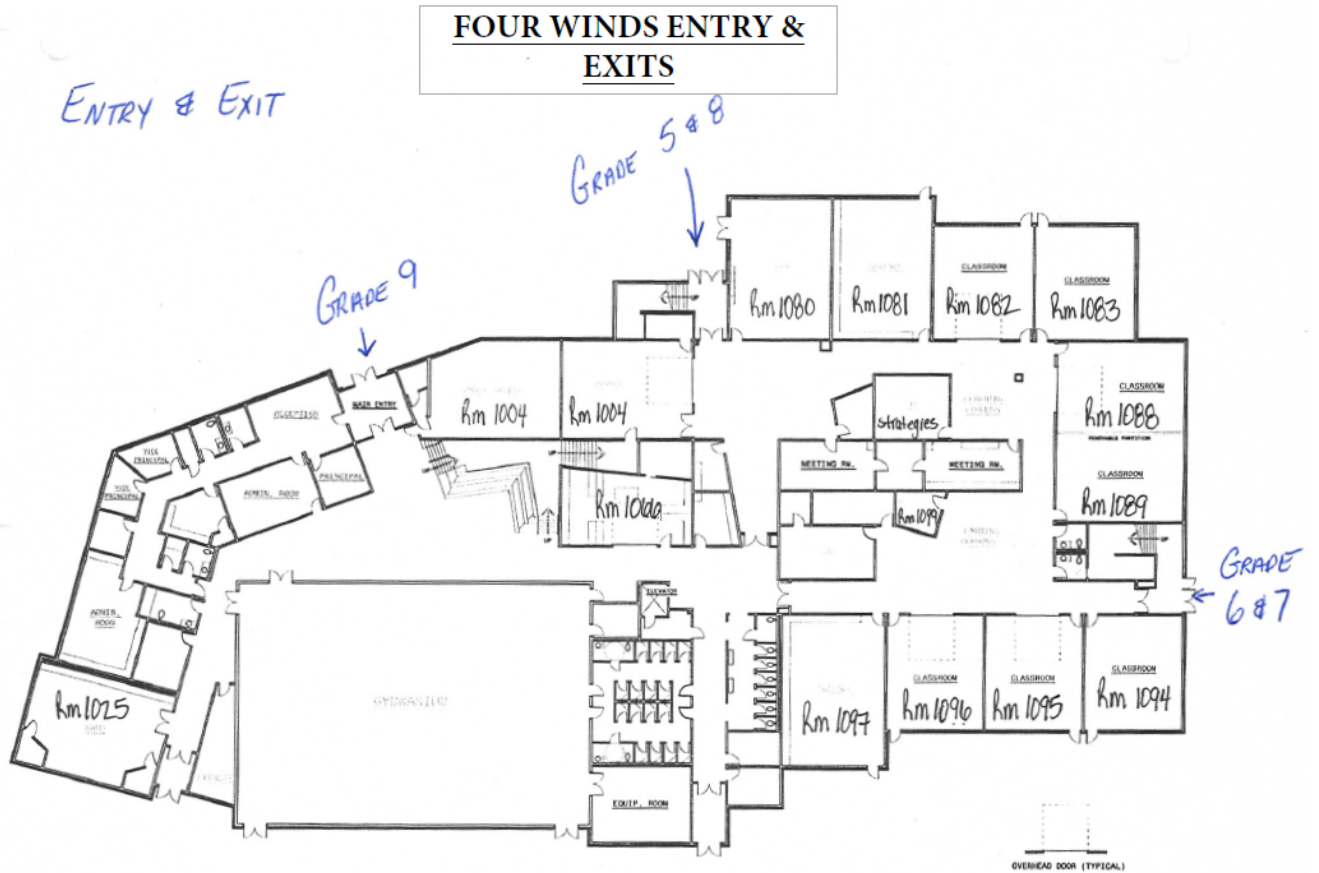 FOUR WINDS ENTRY &
EXITS
ENTRY & EXIT
GRADE 5 & 8
GRADE 9
MAIN ENTRY
RECEPTION
VICE
PRINCIPAL
VICE
PRINCIPAL
ADMIN. ROOM
PRINCIPAL
ADMIN.
ROOM
Rm 1025
BAND
Rm 1004
Rm 1004
Rm 1080
Rm 1081
CLASSROOM
Rm 1082
CLASSROOM
Rm 1083
strategies
MEETING RM.
MEETING RM.
Rm 1099
CLASSROOM
Rm 1088
MOVEABLE PARTITION
CLASSROOM
Rm 1089
GRADE
6 & 7
GYMNASIUM
ELEVATOR
EQUIP. ROOM
Rm 1097
CLASSROOM
Rm 1096
CLASSROOM
Rm 1095
CLASSROOM
Rm 1094
OVERHEAD DOOR (TYPICAL)